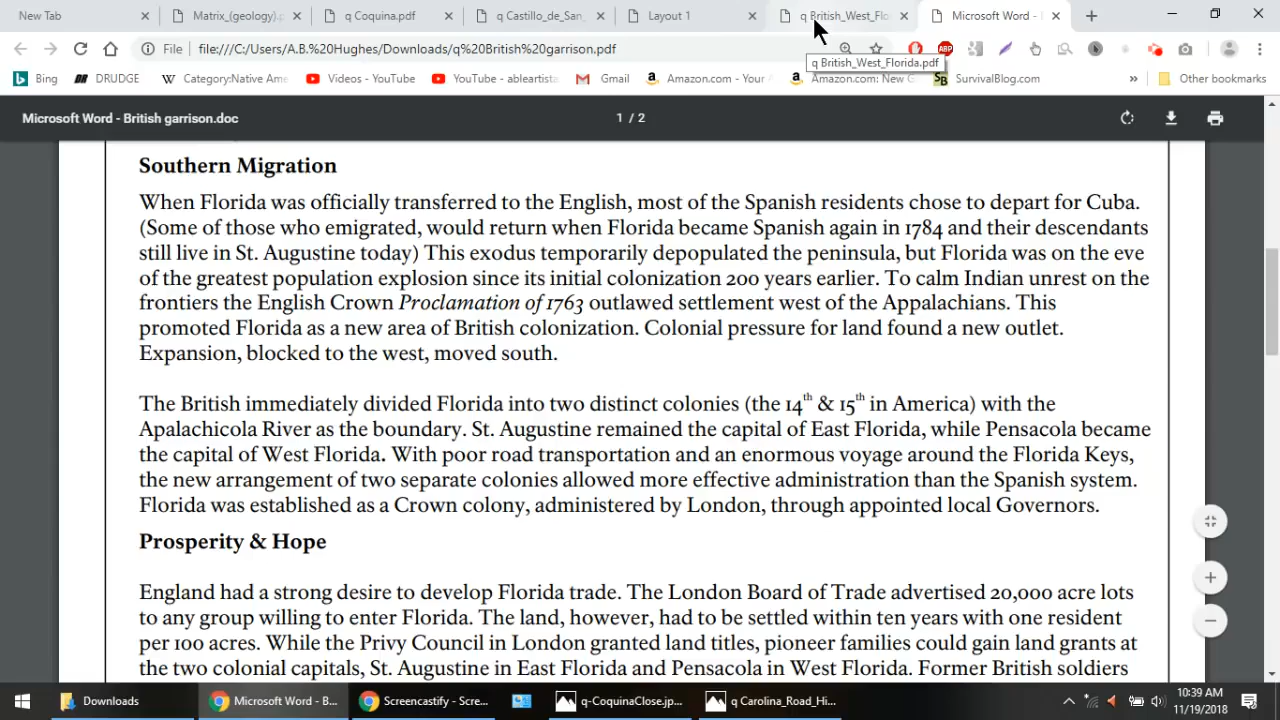 New Tab
Matrix_(geology).p
q Coquina.pdf
q Castillo_de_San_
Layout 1
q British_West_Flo
Microsoft Word -
File
file:///C:/Users/A.B.%20Hughes/Downloads/q%20British%20garrison.pdf
ABP
q British_West_Florida.pdf
Bing
DRUDGE
Category:Native Ame
Videos - YouTube
YouTube - ableartista
Gmail
Amazon.com - Your
Amazon.com: New G
SurvivalBlog.com
»
Other bookmarks
Microsoft Word - British garrison.doc
1 / 2
Southern Migration
When Florida was officially transferred to the English, most of the Spanish residents chose to depart for Cuba.
(Some of those who emigrated, would return when Florida became Spanish again in 1784 and their descendants
still live in St. Augustine today) This exodus temporarily depopulated the peninsula, but Florida was on the eve
of the greatest population explosion since its initial colonization 200 years earlier. To calm Indian unrest on the
frontiers the English Crown Proclamation of 1763 outlawed settlement west of the Appalachians. This
promoted Florida as a new area of British colonization. Colonial pressure for land found a new outlet.
Expansion, blocked to the west, moved south.
The British immediately divided Florida into two distinct colonies (the 14th & 15th in America) with the
Apalachicola River as the boundary. St. Augustine remained the capital of East Florida, while Pensacola became
the capital of West Florida. With poor road transportation and an enormous voyage around the Florida Keys,
the new arrangement of two separate colonies allowed more effective administration than the Spanish system.
Florida was established as a Crown colony, administered by London, through appointed local Governors.
Prosperity & Hope
England had a strong desire to develop Florida trade. The London Board of Trade advertised 20,000 acre lots
to any group willing to enter Florida. The land, however, had to be settled within ten years with one resident
per 100 acres. While the Privy Council in London granted land titles, pioneer families could gain land grants at
the two colonial capitals, St. Augustine in East Florida and Pensacola in West Florida. Former British soldiers
Downloads
Microsoft Word - B...
Screencastify - Scre...
q-CoquinaClose.jp...
q Carolina_Road_Hi...
10:39 AM
11/19/2018